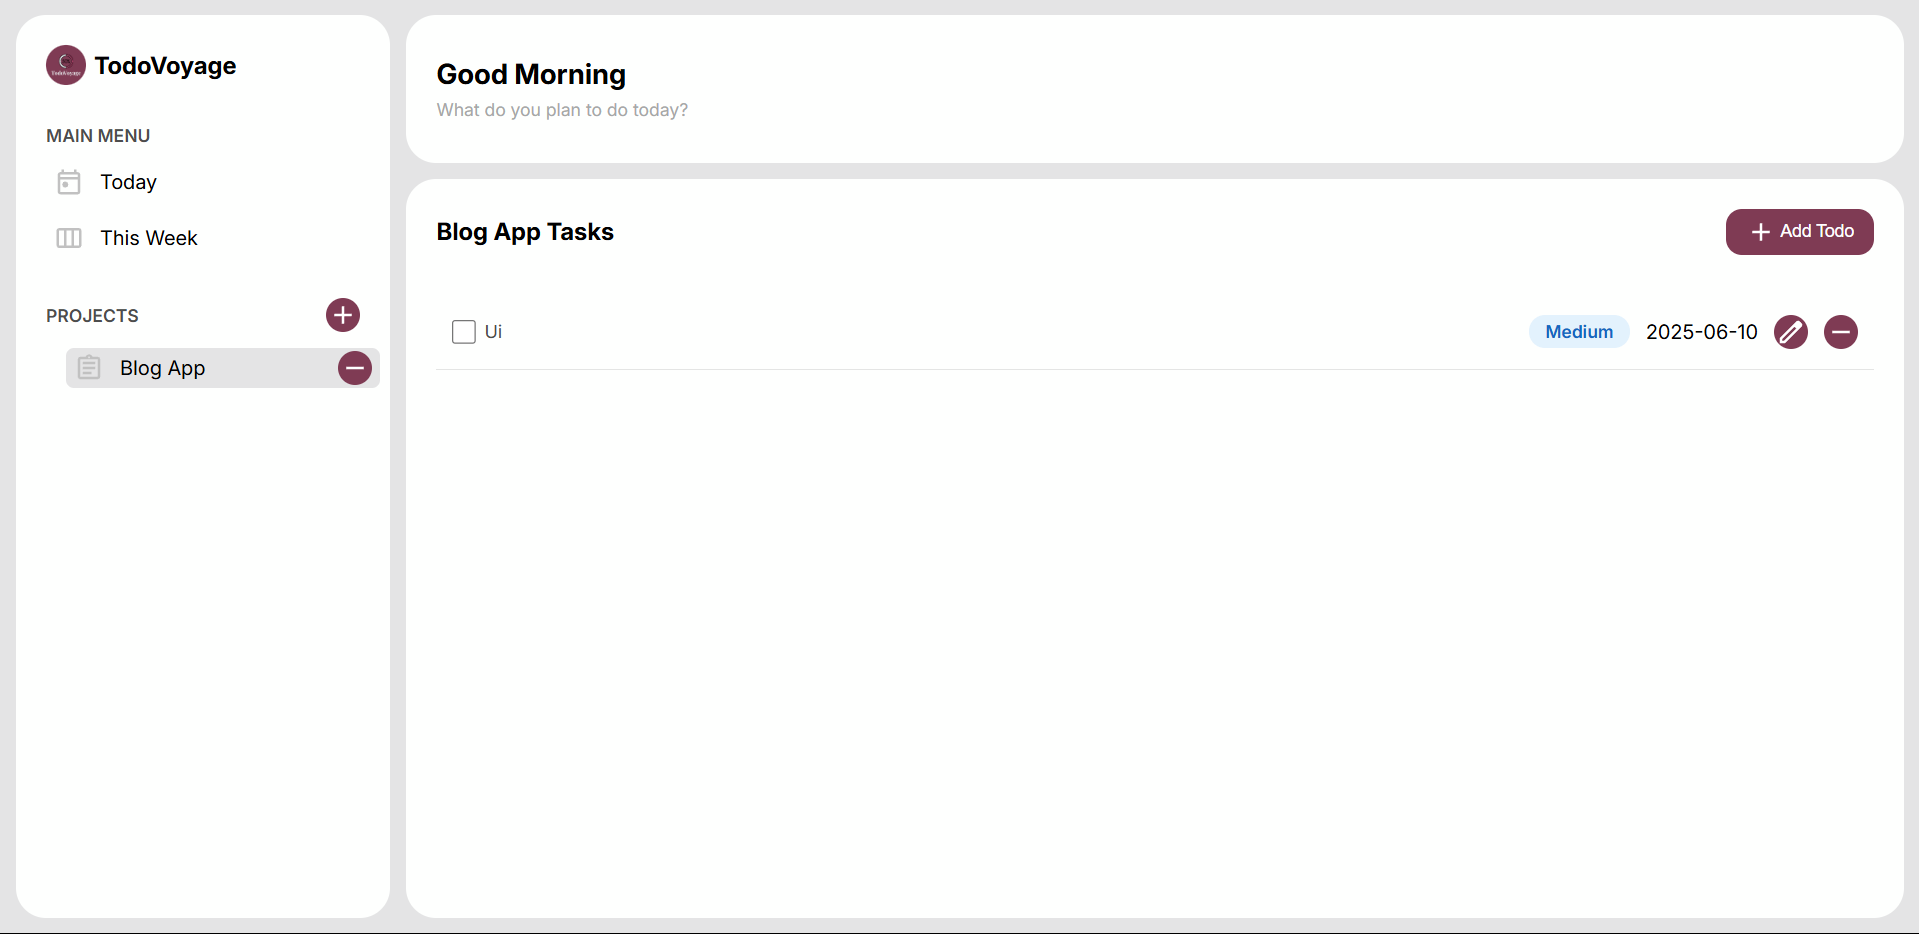 TodoVoyage
TodoVoyage
MAIN MENU
Today
This Week
PROJECTS
Blog App
Good Morning
What do you plan to do today?
Blog App Tasks
Add Todo
Ui
Medium
2025-06-10